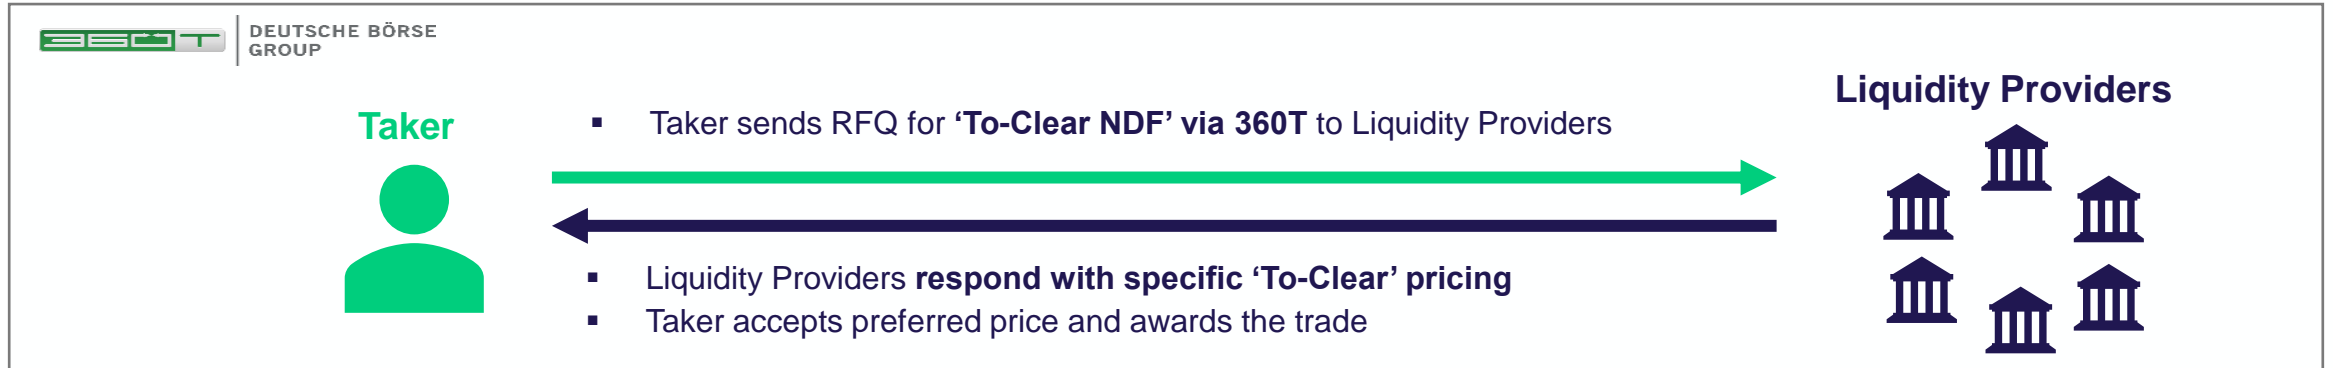 360T
DEUTSCHE BÖRSE
GROUP
Liquidity Providers
Taker
▪ Taker sends RFQ for ‘To-Clear NDF’ via 360T to Liquidity Providers
▪ Liquidity Providers respond with specific ‘To-Clear’ pricing
▪ Taker accepts preferred price and awards the trade